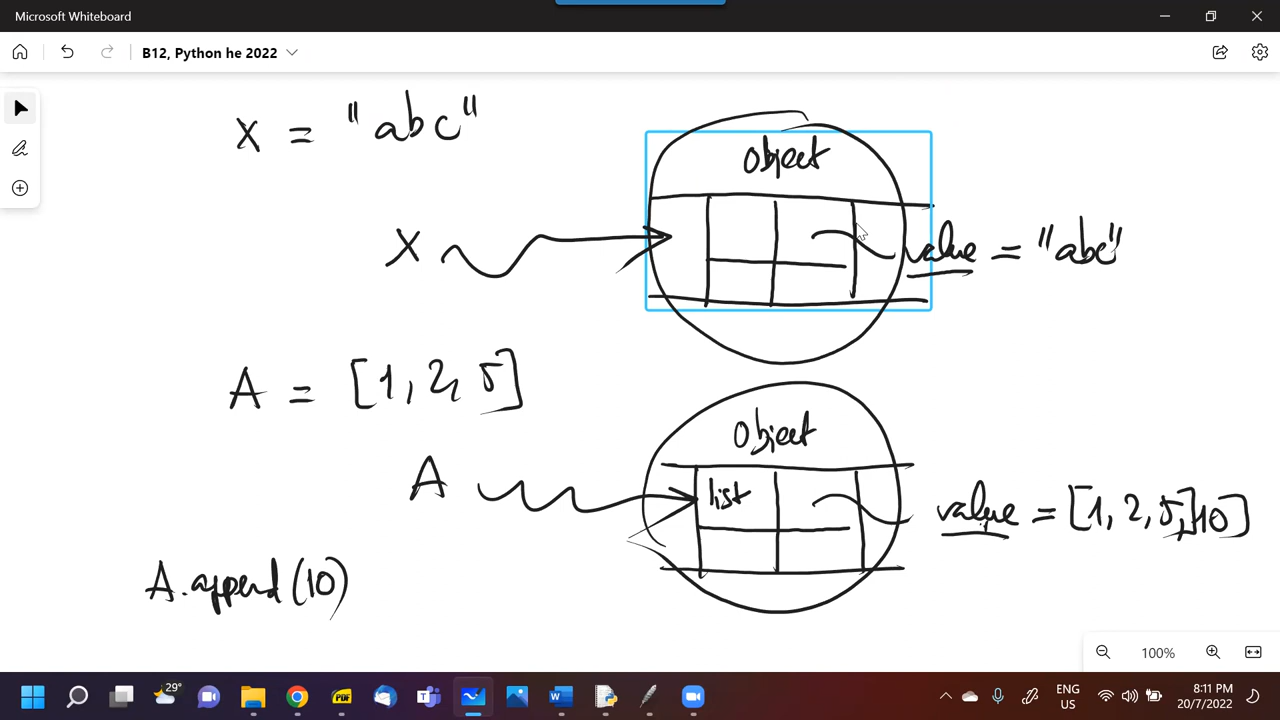 Microsoft Whiteboard
B12, Python he 2022
x = "abc"
object
x
value = "abc"
A = [1, 2, 5]
object
A
list
value = [1, 2, 5,] 10]
A.append(10)
100%
29°
ENG
US
8:11 PM
20/7/2022